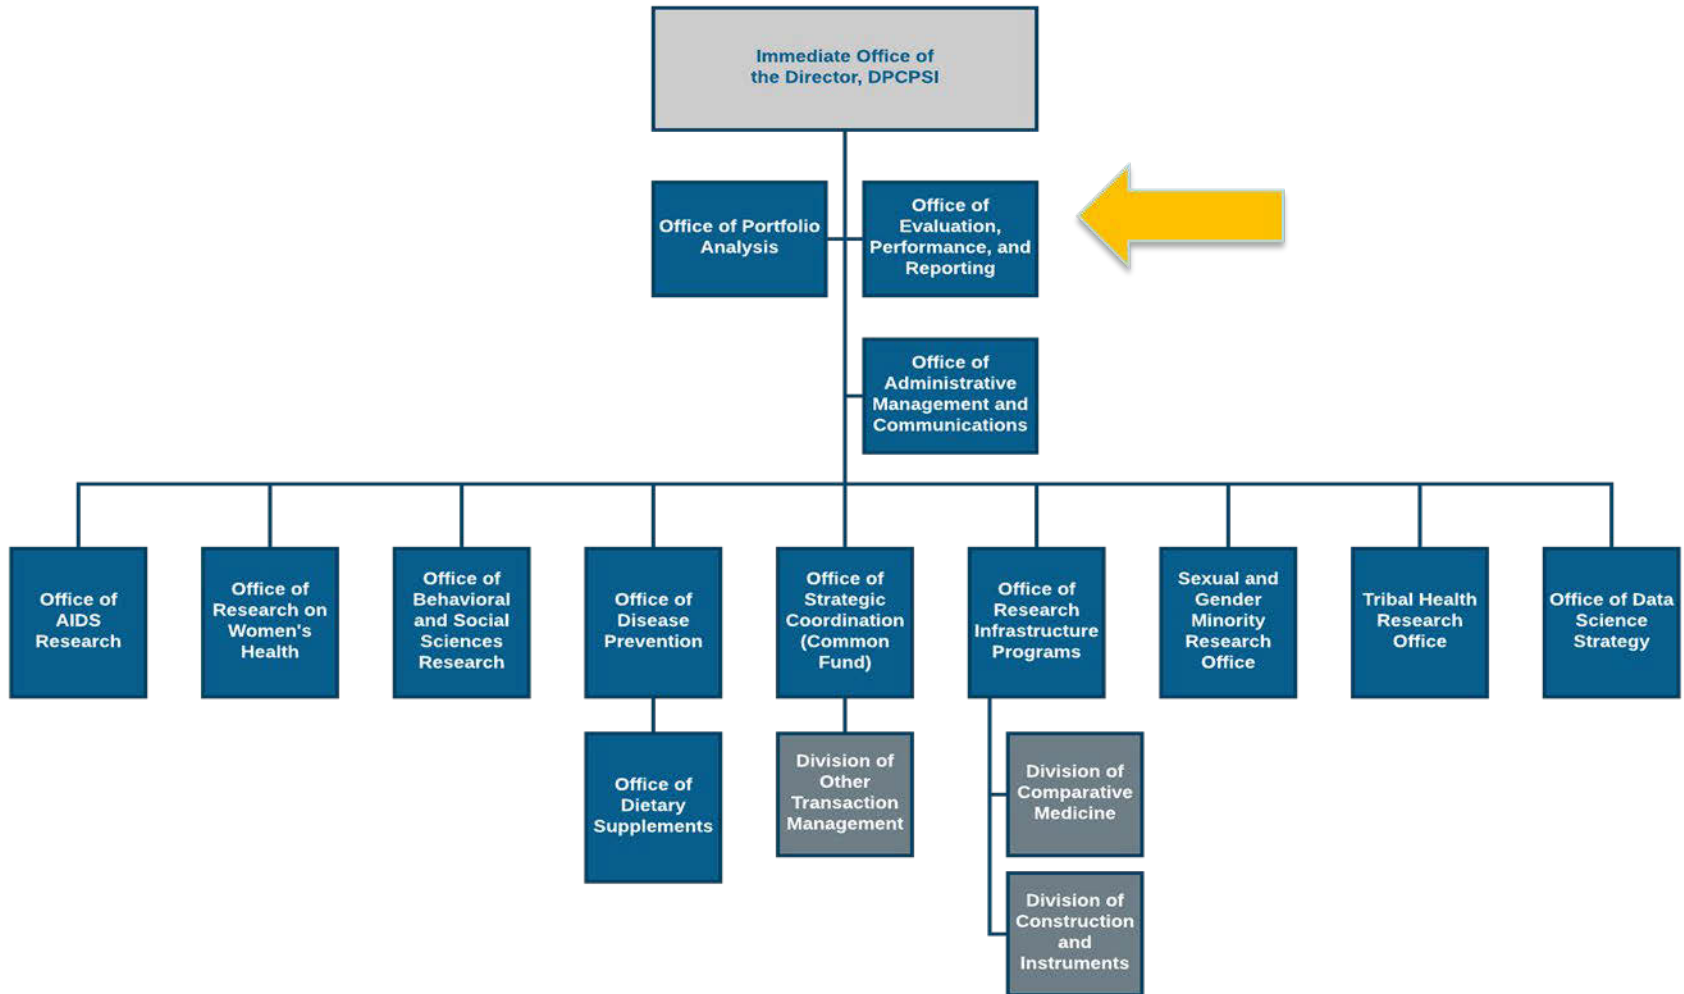 Immediate Office of
the Director, DPCPSI
Office of Portfolio
Analysis
Office of
Evaluation,
Performance, and
Reporting
Office of
Administrative
Management and
Communications
Office of
AIDS
Research
Office of
Research on
Women's
Health
Office of
Behavioral
and Social
Sciences
Research
Office of
Disease
Prevention
Office of
Strategic
Coordination
(Common
Fund)
Office of
Research
Infrastructure
Programs
Sexual and
Gender
Minority
Research
Office
Tribal Health
Research
Office
Office of Data
Science
Strategy
Office of
Dietary
Supplements
Division of
Other
Transaction
Management
Division of
Comparative
Medicine
Division of
Construction
and
Instruments